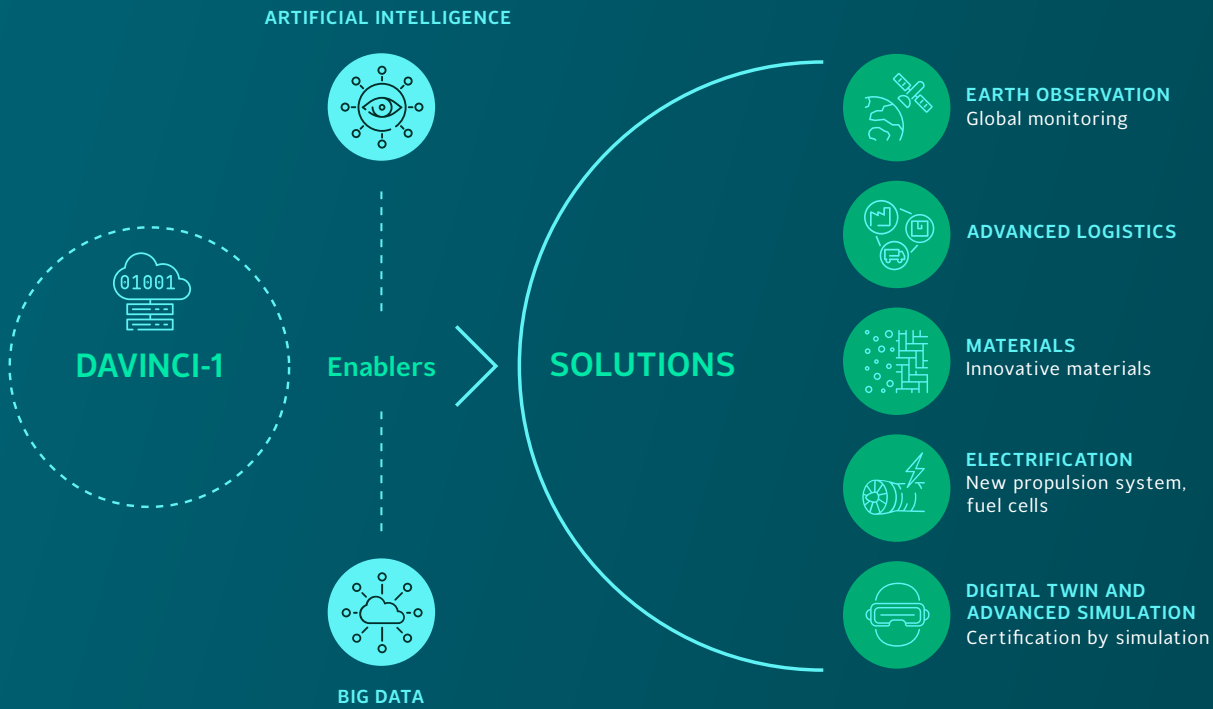 ARTIFICIAL INTELLIGENCE
01001
DAVINCI-1
Enablers
BIG DATA
SOLUTIONS
EARTH OBSERVATION
Global monitoring
ADVANCED LOGISTICS
MATERIALS
Innovative materials
ELECTRIFICATION
New propulsion system,
fuel cells
DIGITAL TWIN AND
ADVANCED SIMULATION
Certification by simulation